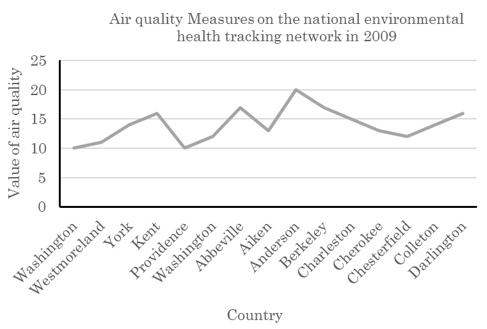 Air quality Measures on the national environmental
health tracking network in 2009
Value of air quality
25
20
15
10
5
0
Washington
Westmoreland
York
Kent
Providence
Washington
Abbeville
Aiken
Anderson
Berkeley
Charleston
Cherokee
Chesterfield
Colleton
Darlington
Country